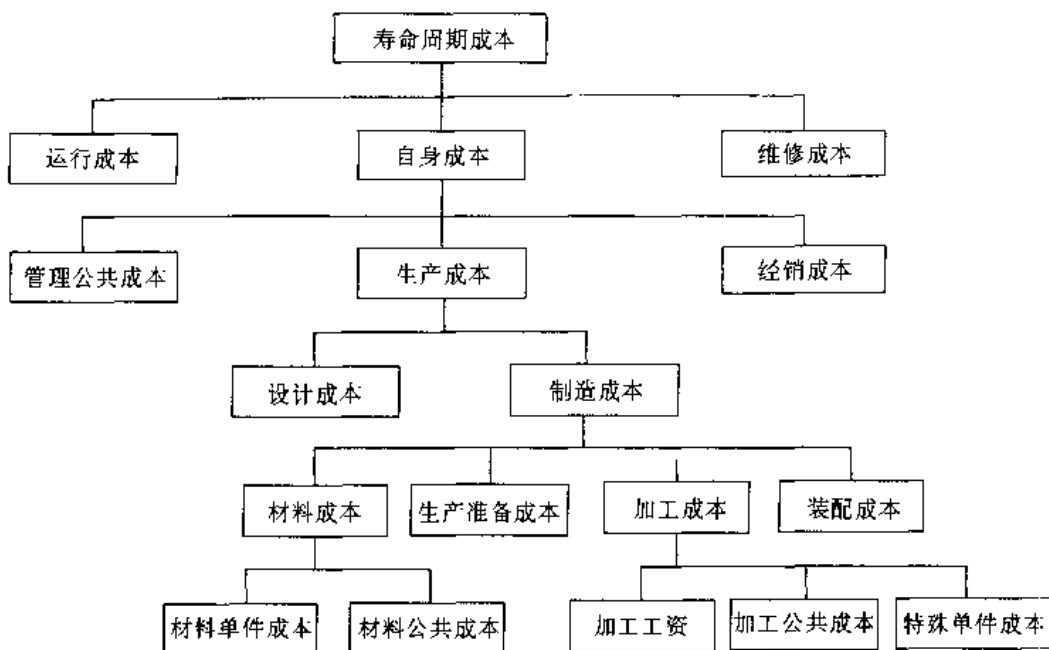 寿命周期成本
运行成本
自身成本
维修成本
管理公共成本
生产成本
经销成本
设计成本
制造成本
材料成本
生产准备成本
加工成本
装配成本
材料单件成本
材料公共成本
加工工资
加工公共成本
特殊单件成本